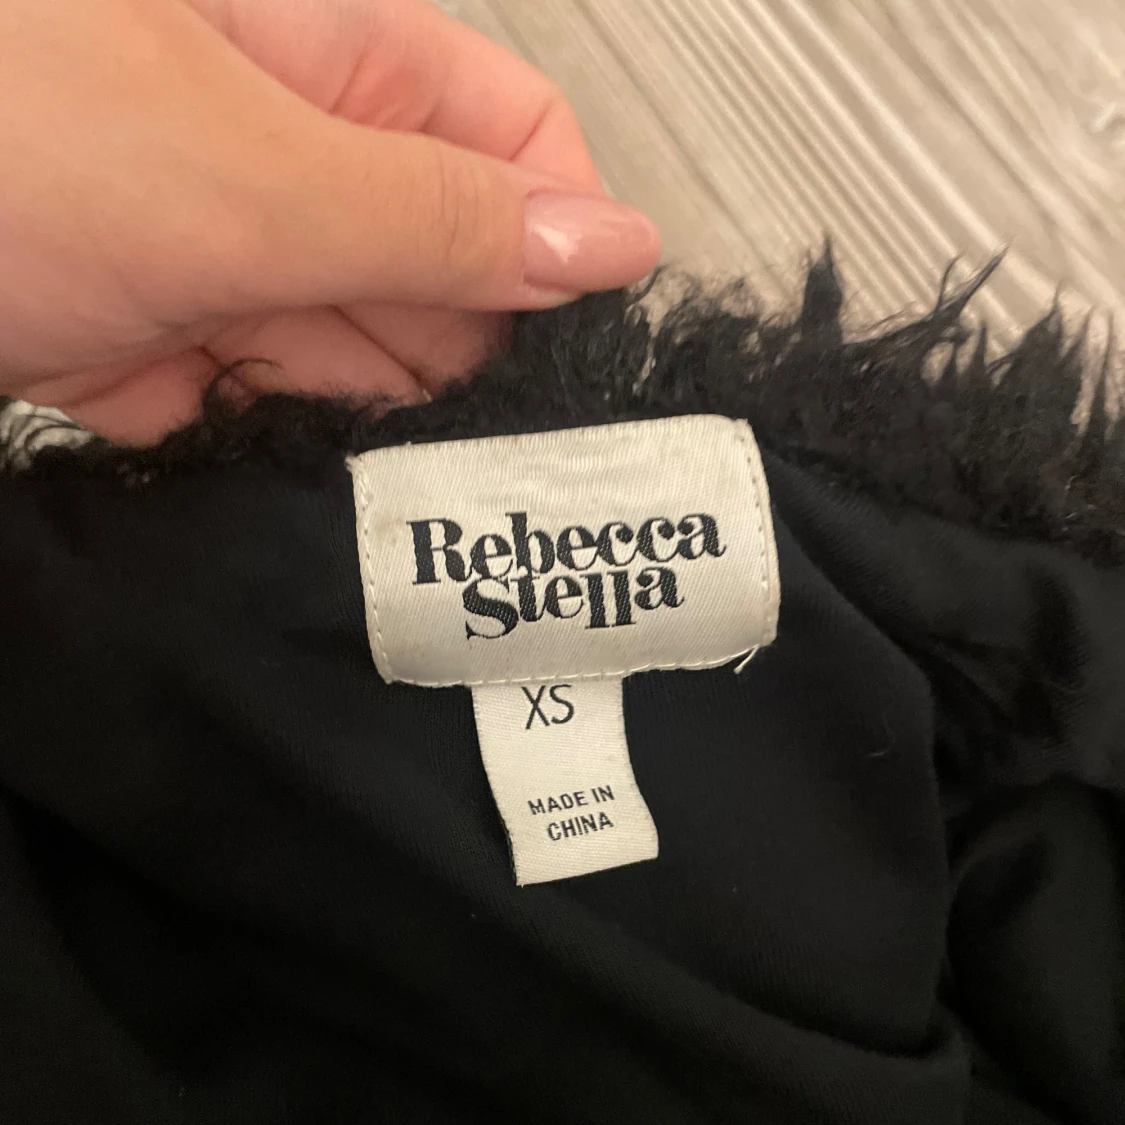 Rebecca
Stella
XS
MADE IN
CHINA